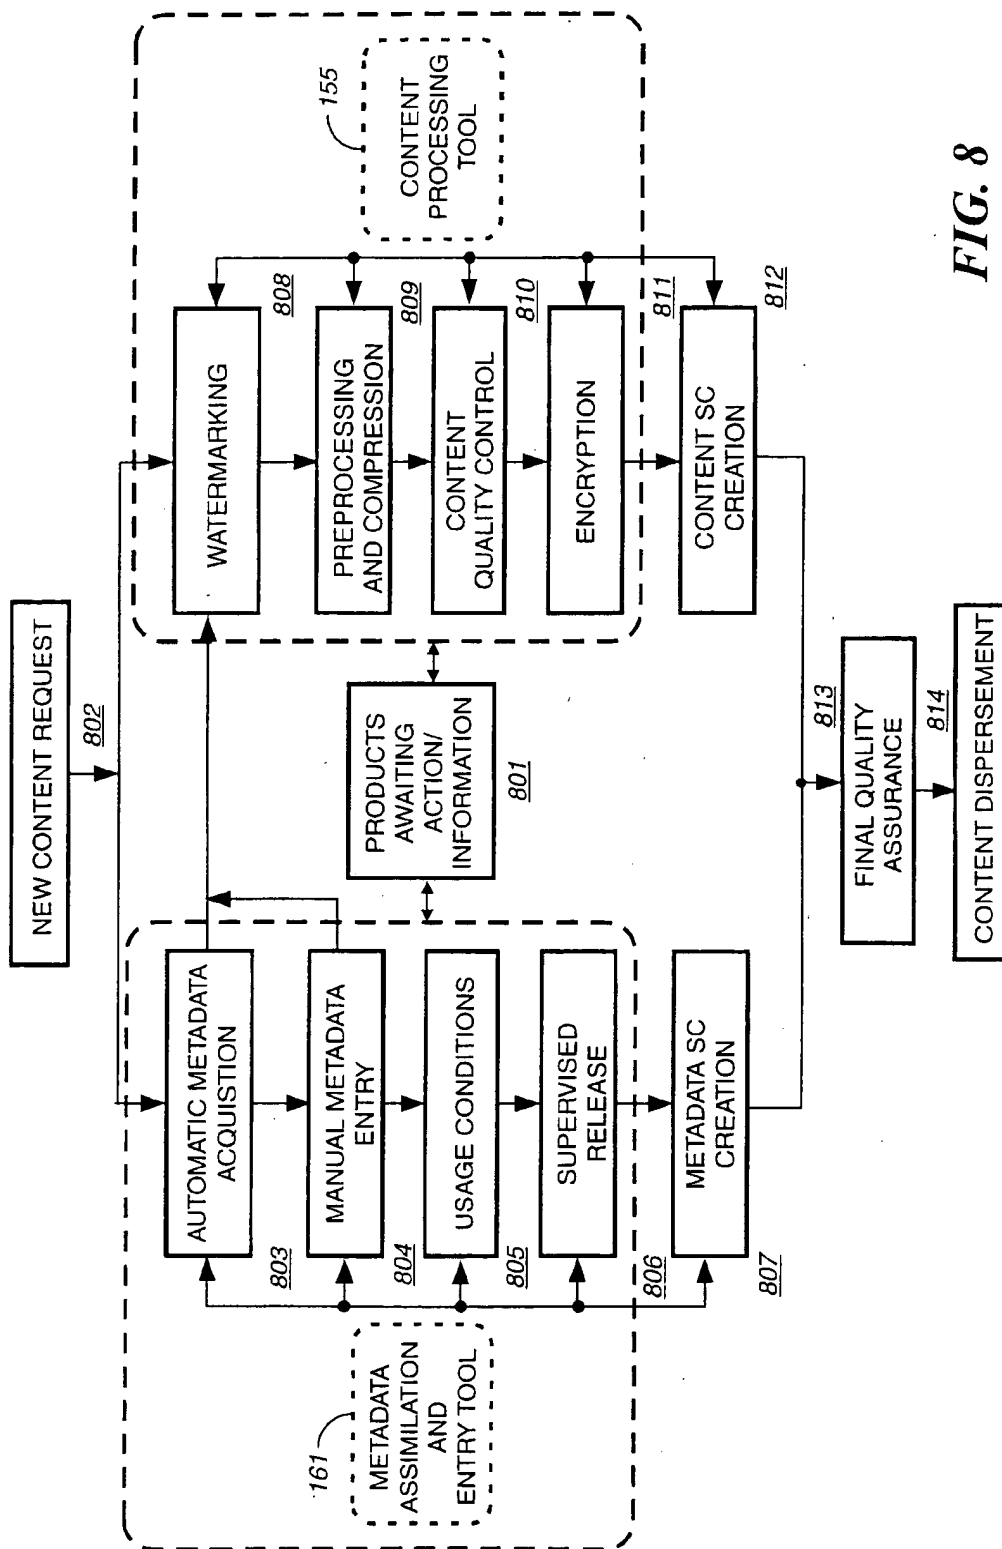 NEW CONTENT REQUEST
802
161
METADATA
ASSIMILATION
AND
ENTRY TOOL
AUTOMATIC METADATA
ACQUISTION
803
MANUAL METADATA
ENTRY
804
USAGE CONDITIONS
805
SUPERVISED
RELEASE
806
METADATA SC
CREATION
807
PRODUCTS
AWAITING
ACTION/
INFORMATION
801
WATERMARKING
808
PREPROCESSING
AND COMPRESSION
809
CONTENT
QUALITY CONTROL
810
ENCRYPTION
811
CONTENT SC
CREATION
812
155
CONTENT
PROCESSING
TOOL
813
FINAL QUALITY
ASSURANCE
814
CONTENT DISPERSEMENT
FIG. 8